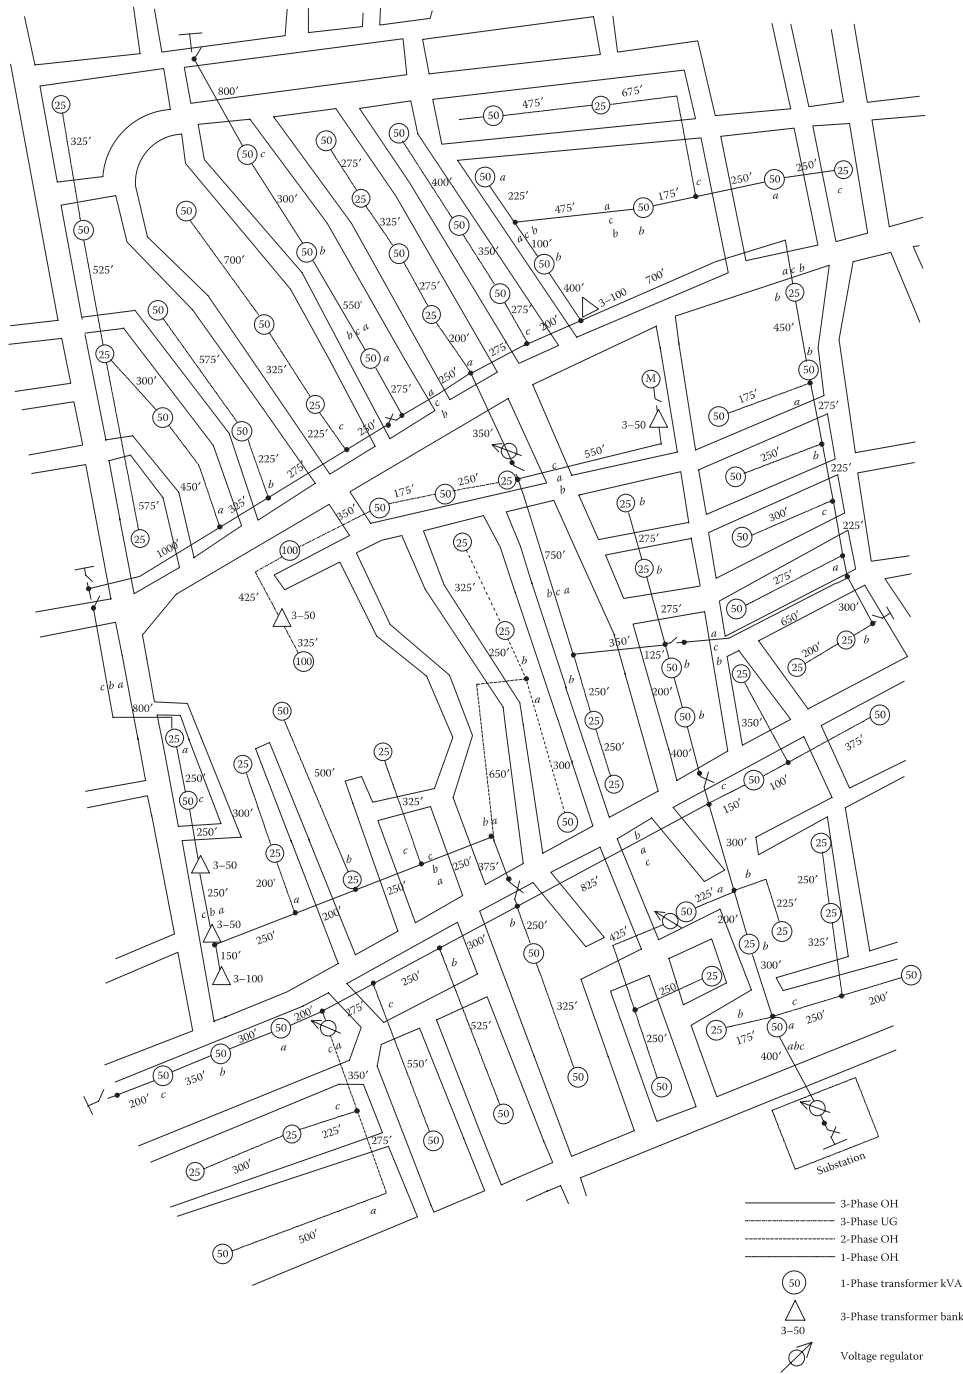 800′
475′
675′
25
50
25
325′
50 c
50
275′
50
400′
50 a
225′
250′
250′
50
25
a
c
175′
c
475′
a
c
b
b
50
300′
25
325′
50
350′
a c b
100′
50 b
400′
50
700′
50 b
50
525′
550′
b c a
275′
25
200′
50
275′
c
200′
3–100
700′
a c b
b 25
450′
b
50
50
575′
50
325′
25
300′
50
25
225′
c
250′
50 a
275′
a
c
b
250′
a
275′
M
3–50
50
175′
a
275′
50
225′
b
275′
450′
a
325′
575′
25
1000′
350′
175′
250′
50
50
25
350′
c
a
b
550′
50
250′
b
225′
25 b
275′
50
300′
c
225′
100
425′
3–50
325′
100
25
325′
25
250′
b
a
750′
b c a
25 b
275′
50
275′
a
650′
300′
350′
125′
a
c
b
50 b
200′
25
200′
25
b
c b a
800′
25
a
250′
50 c
250′
50
25
500′
25
325′
650′
300′
50
b
250′
25
250′
25
50 b
400′
25
350′
50
375′
50
100′
c
150′
300′
3–50
250′
c b a
3–50
150′
3–100
25
200′
a
250′
b
25
200′
250′
c
c
b
a
250′
b a
375′
b
250′
825′
b
a
c
300′
25
250′
225′
a
50
200′
225′
25
25
325′
425′
25 b
300′
250′
b
300′
50
325′
250
25
250′
50
c
200′
50
25
b
175′
50 a
250′
abc
400′
275′
c
200′
50
a
300′
50
b
350′
50
c
200′
c a
350′
525′
550′
50
50
50
c
25
225′
275′
25
300′
a
500′
50
Substation
3-Phase OH
3-Phase UG
2-Phase OH
1-Phase OH
50 1-Phase transformer kVA
3-Phase transformer bank
3–50
Voltage regulator